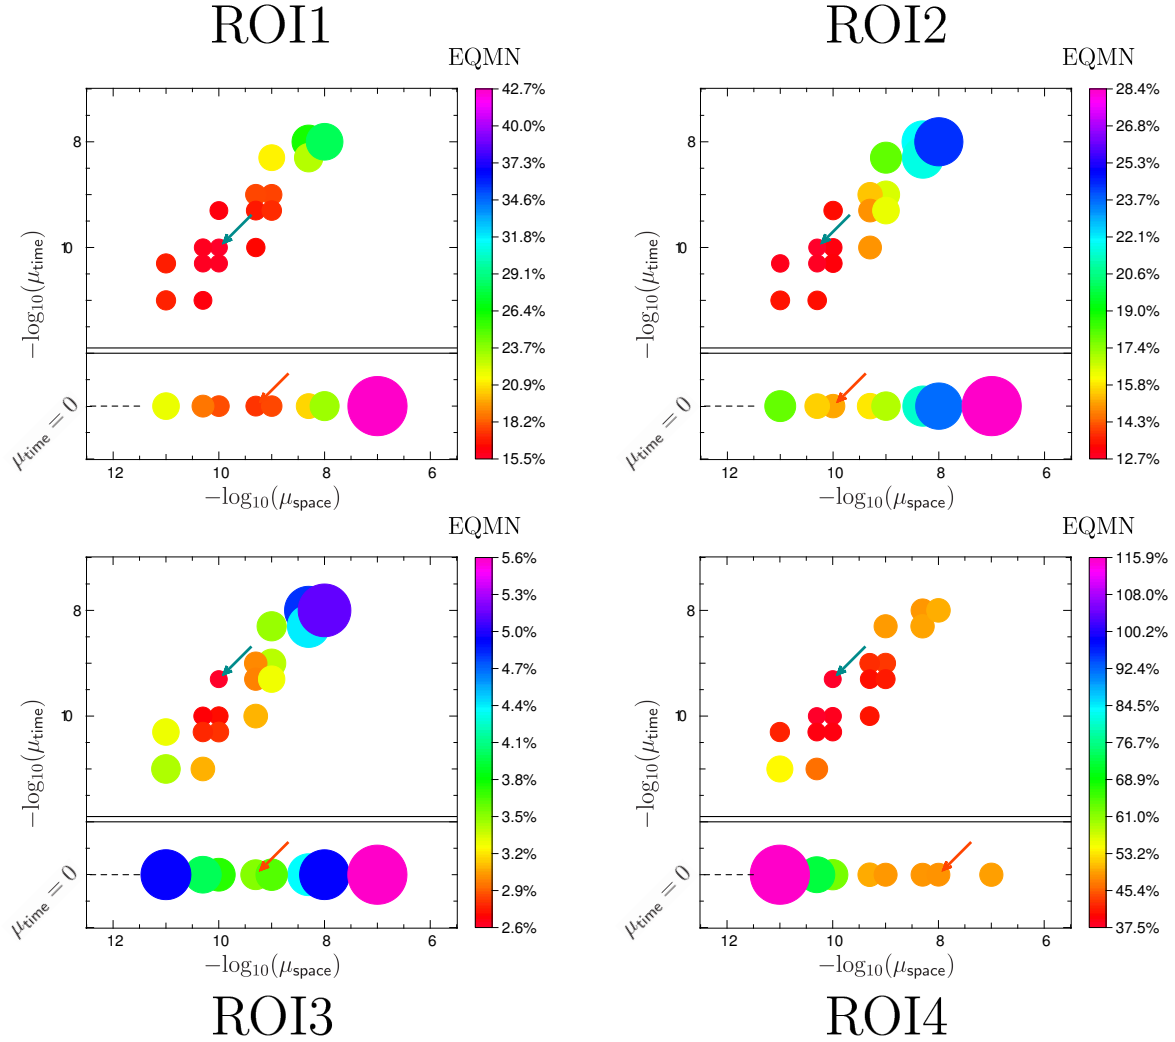 ROI1
EQMN
42.7%
40.0%
37.3%
34.6%
31.8%
29.1%
26.4%
23.7%
20.9%
18.2%
15.5%
8
10
−log10(μtime)
μtime = 0
12 10 8 6
−log10(μspace)
ROI2
EQMN
28.4%
26.8%
25.3%
23.7%
22.1%
20.6%
19.0%
17.4%
15.8%
14.3%
12.7%
8
10
−log10(μtime)
μtime = 0
12 10 8 6
−log10(μspace)
EQMN
5.6%
5.3%
5.0%
4.7%
4.4%
4.1%
3.8%
3.5%
3.2%
2.9%
2.6%
8
10
−log10(μtime)
μtime = 0
12 10 8 6
−log10(μspace)
ROI3
EQMN
115.9%
108.0%
100.2%
92.4%
84.5%
76.7%
68.9%
61.0%
53.2%
45.4%
37.5%
8
10
−log10(μtime)
μtime = 0
12 10 8 6
−log10(μspace)
ROI4